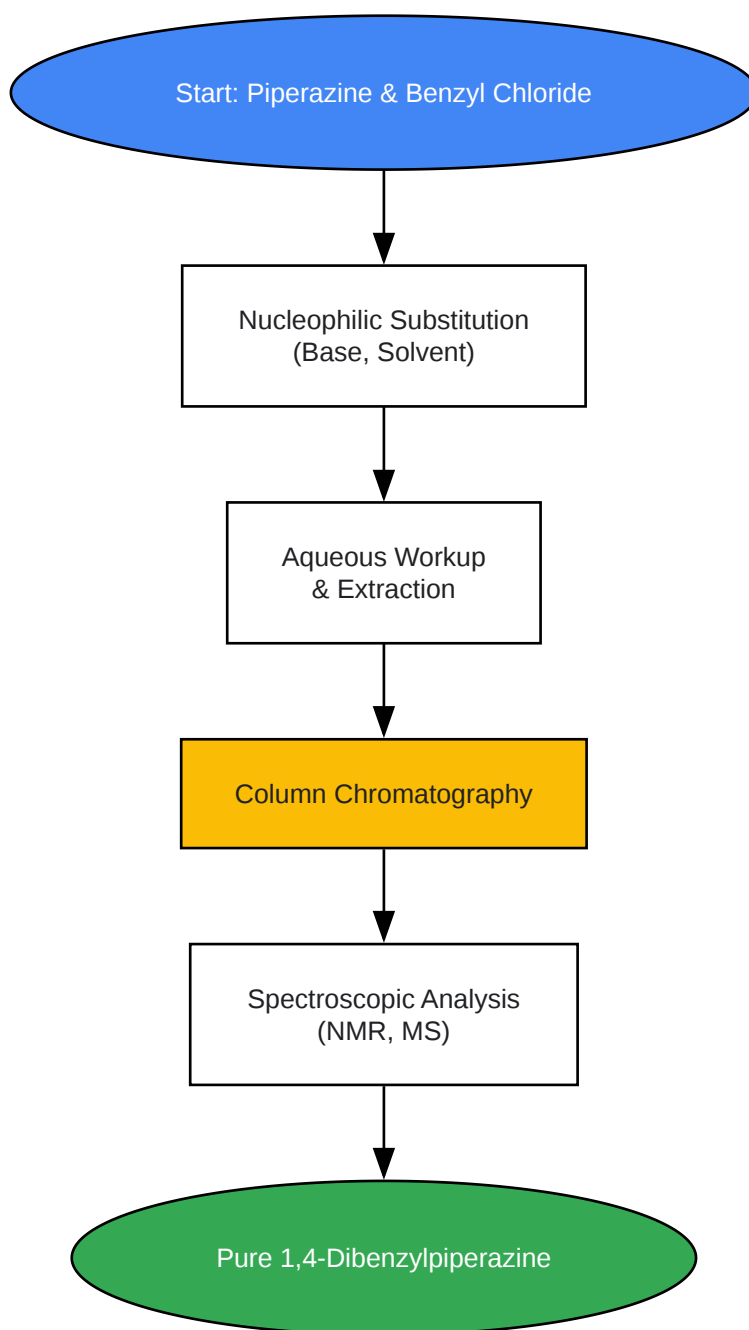 Start: Piperazine & Benzyl Chloride
Nucleophilic Substitution
(Base, Solvent)
Aqueous Workup
& Extraction
Column Chromatography
Spectroscopic Analysis
(NMR, MS)
Pure 1,4-Dibenzylpiperazine